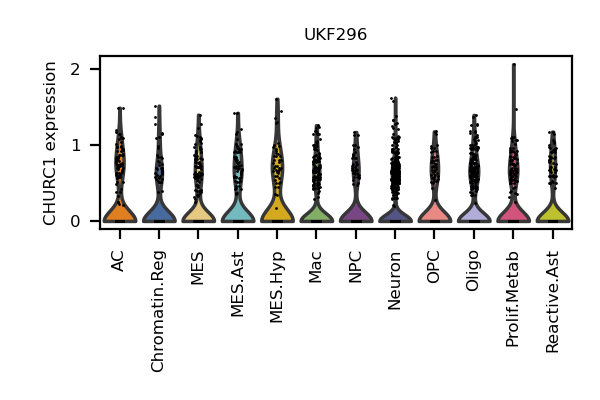 UKF296
CHURC1 expression
2
1
0
AC
Chromatin.Reg
MES
MES.Ast
MES.Hyp
Mac
NPC
Neuron
OPC
Oligo
Prolif.Metab
Reactive.Ast